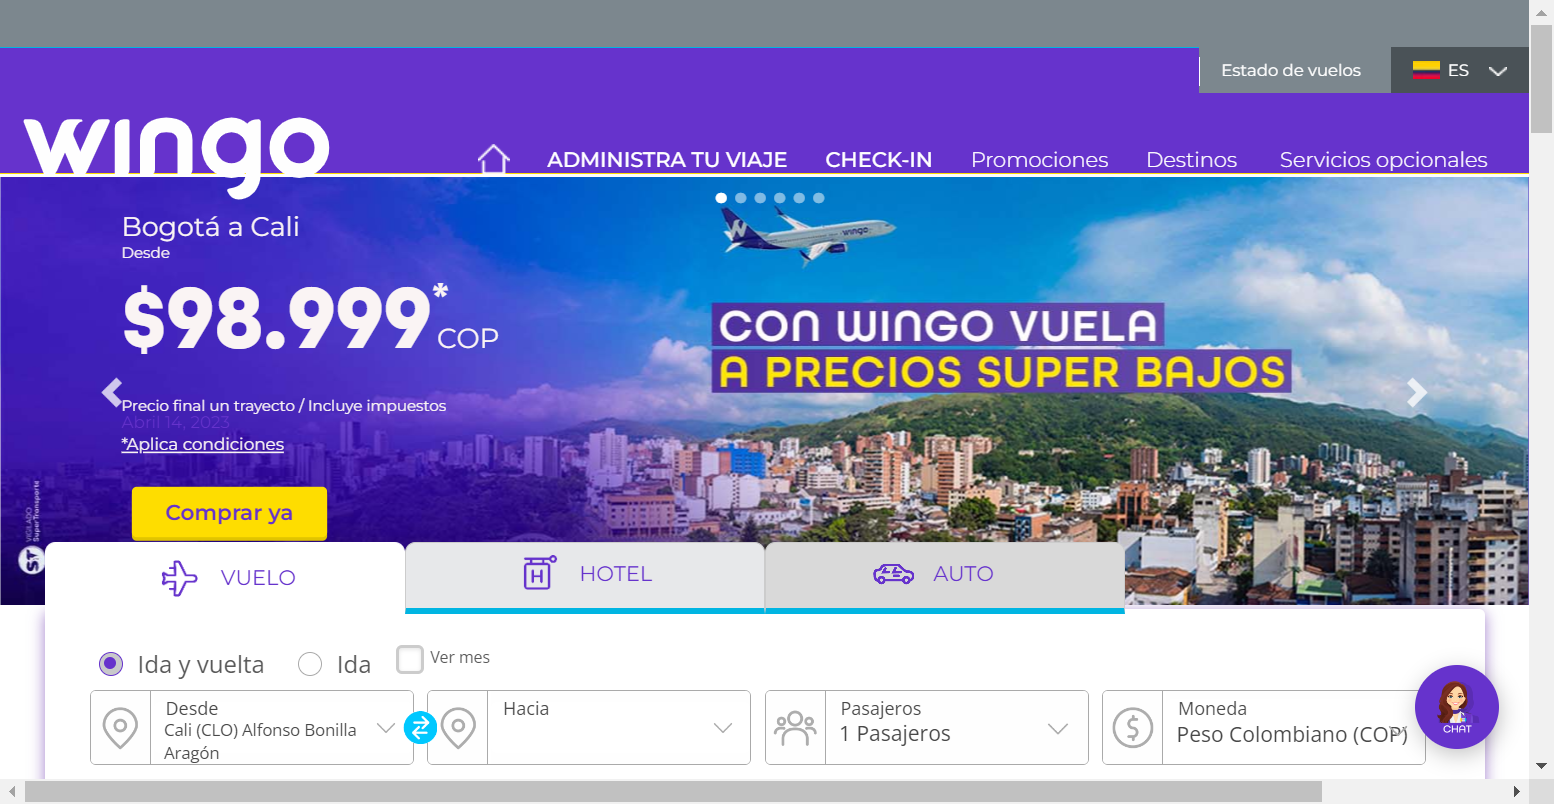 Estado de vuelos
ES
wingo
ADMINISTRA TU VIAJE
CHECK-IN
Promociones
Destinos
Servicios opcionales
Bogotá a Cali
Desde
$98.999* COP
wingo
CON WINGO VUELA
A PRECIOS SUPER BAJOS
Precio final un trayecto / Incluye impuestos
Abril 14, 2023
*Aplica condiciones
Comprar ya
VIGILADO
SuperTransporte
ST
VUELO
HOTEL
AUTO
Ida y vuelta
Ida
Ver mes
Desde
Cali (CLO) Alfonso Bonilla
Aragón
Hacia
Pasajeros
1 Pasajeros
Moneda
Peso Colombiano (COP)
CHAT